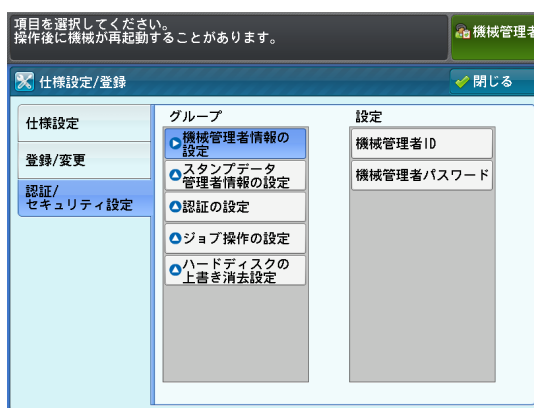 項目を選択してください。
操作後に機械が再起動することがあります。
機械管理者
仕様設定/登録
閉じる
仕様設定
登録/変更
認証/
セキュリティ設定
グループ
機械管理者情報の
設定
スタンプデータ
管理者情報の設定
認証の設定
ジョブ操作の設定
ハードディスクの
上書き消去設定
設定
機械管理者ID
機械管理者パスワード